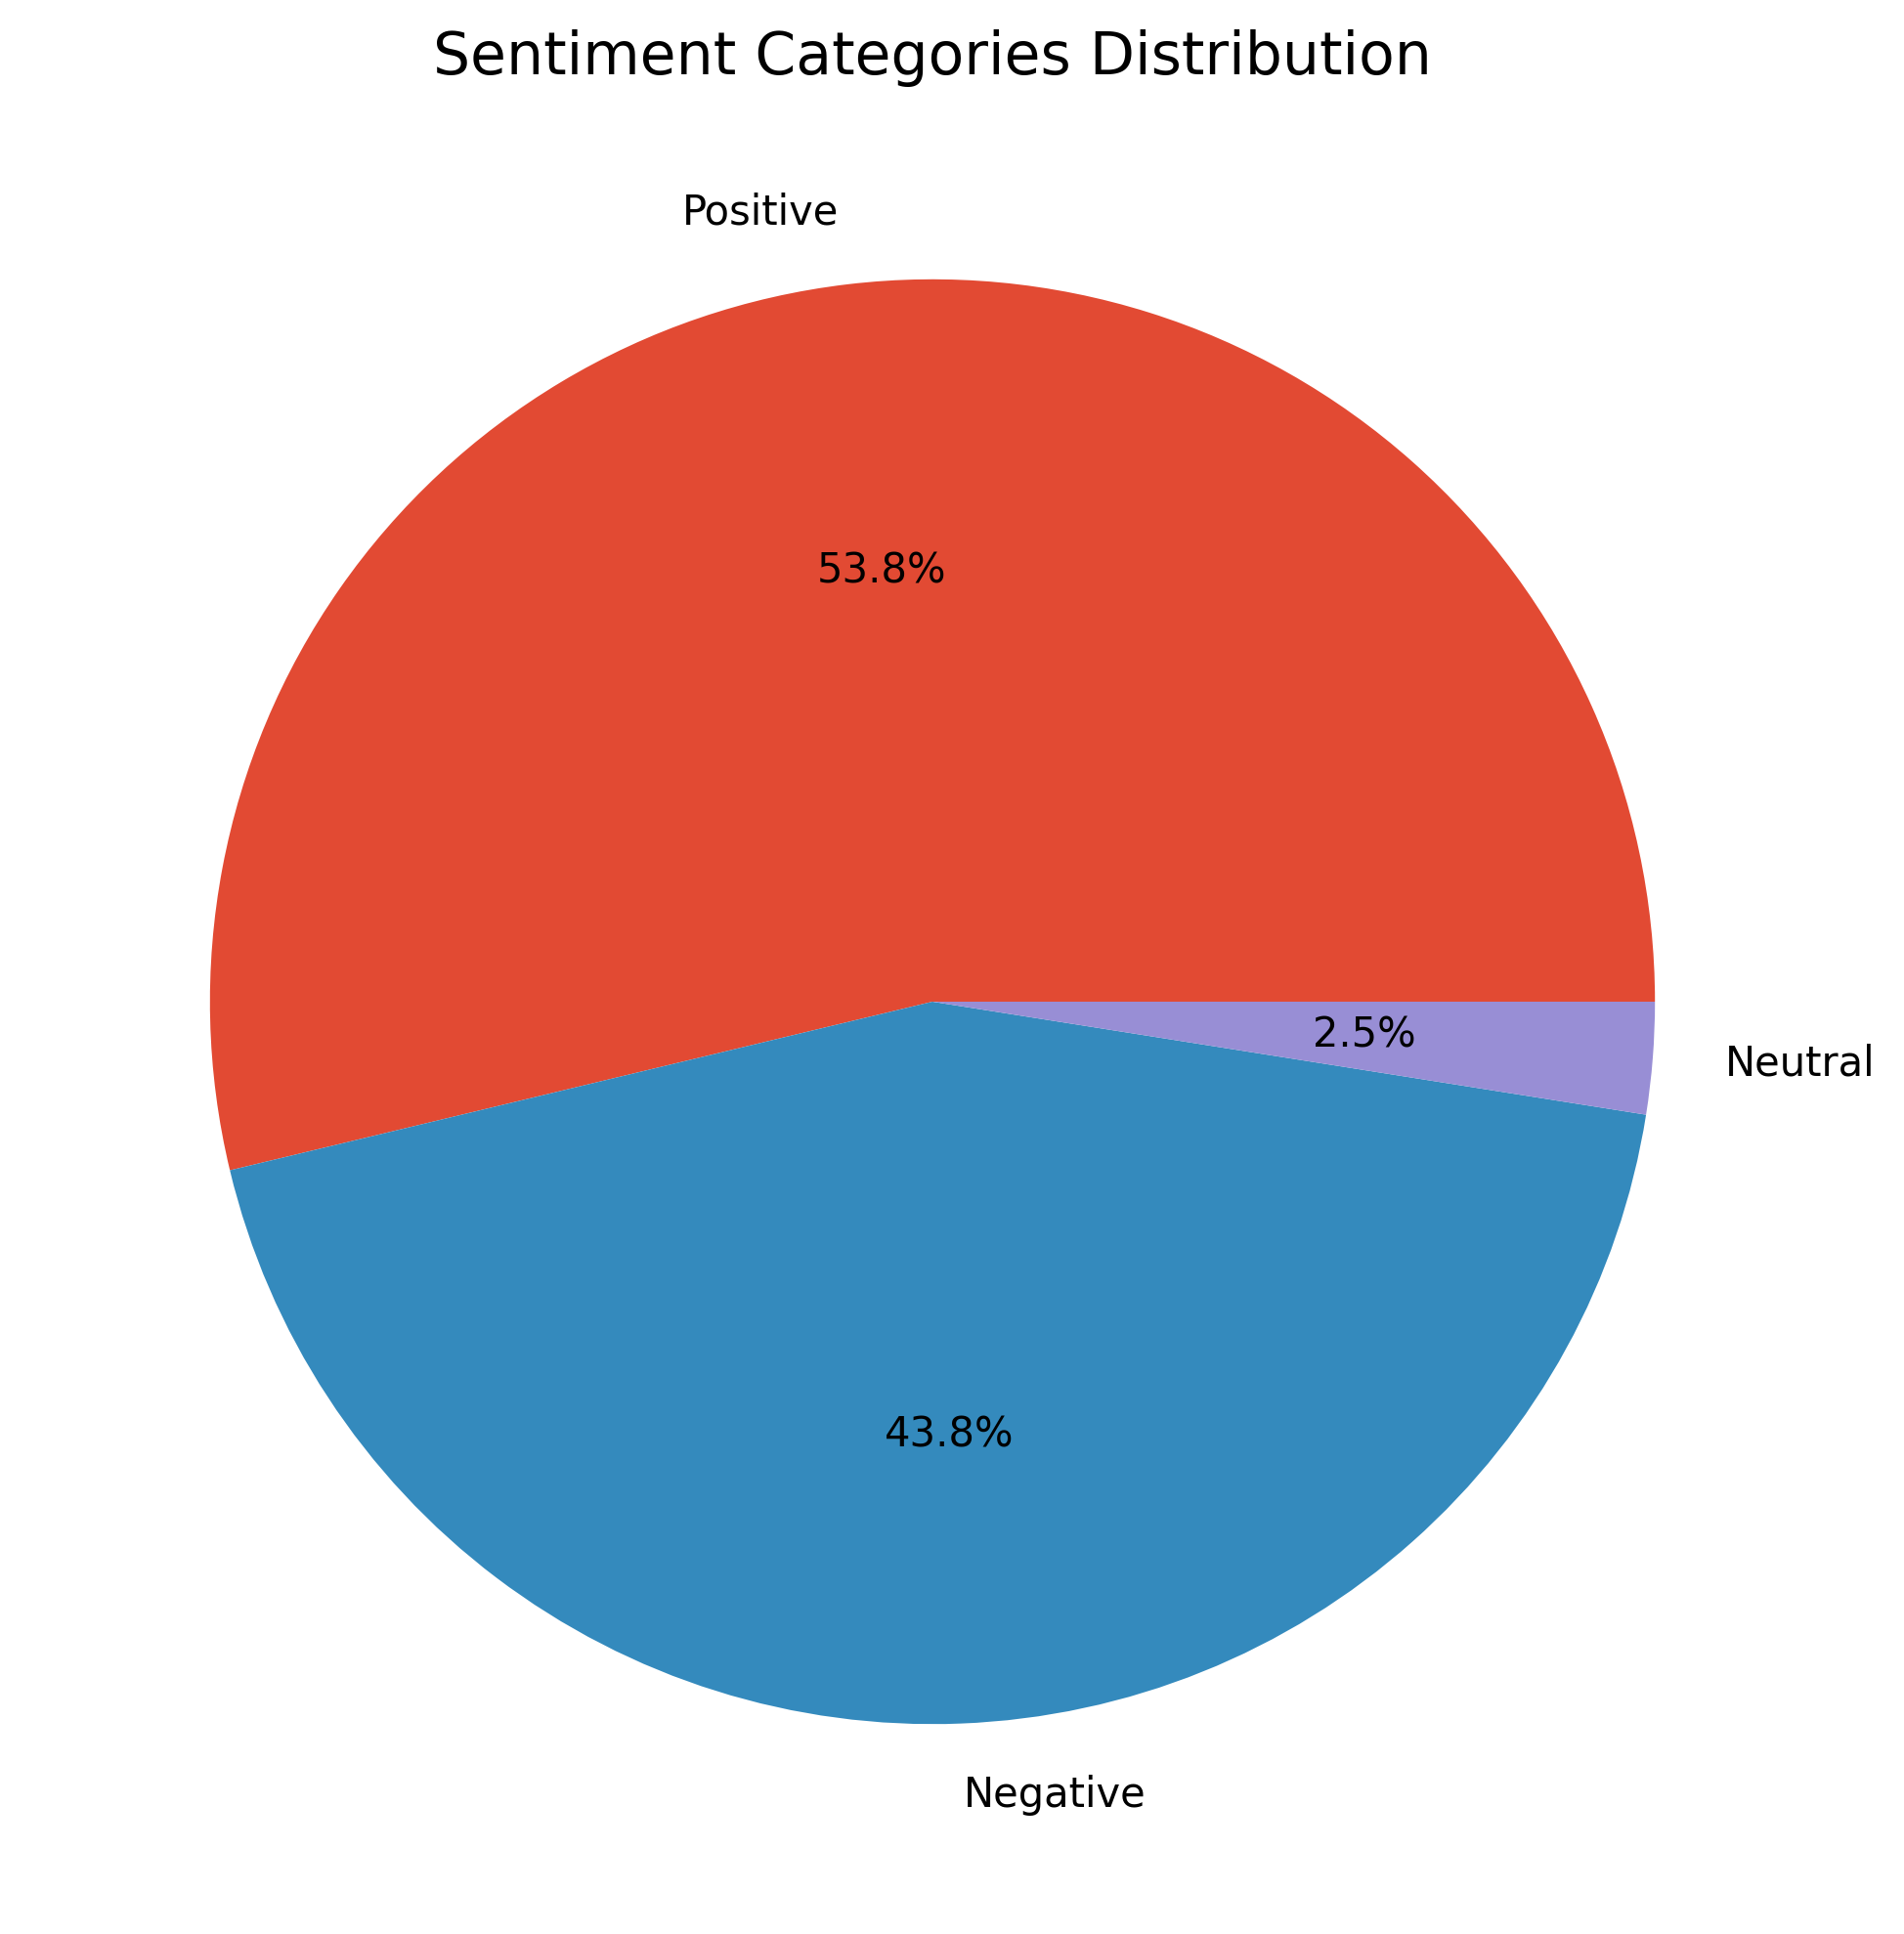 Sentiment Categories Distribution
Positive
53.8%
2.5%
Neutral
43.8%
Negative